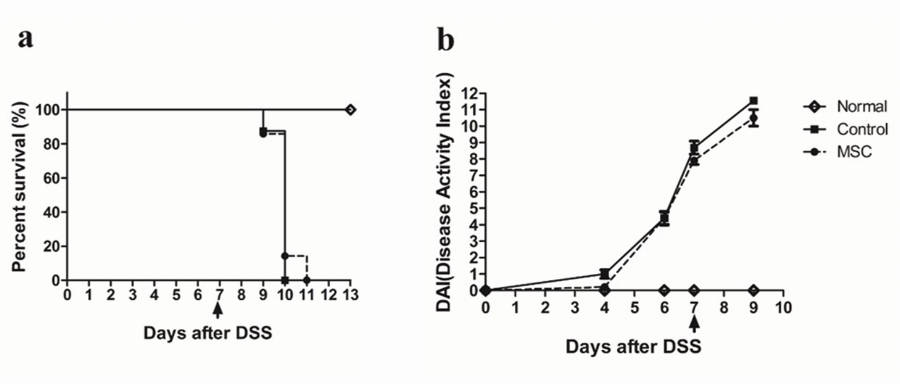 a
Percent survival (%)
100
80
60
40
20
0
0 1 2 3 4 5 6 7 8 9 10 11 12 13
Days after DSS
b
DAI(Disease Activity Index)
12
11
10
9
8
7
6
5
4
3
2
1
0
0 1 2 3 4 5 6 7 8 9 10
Days after DSS
Normal
Control
MSC